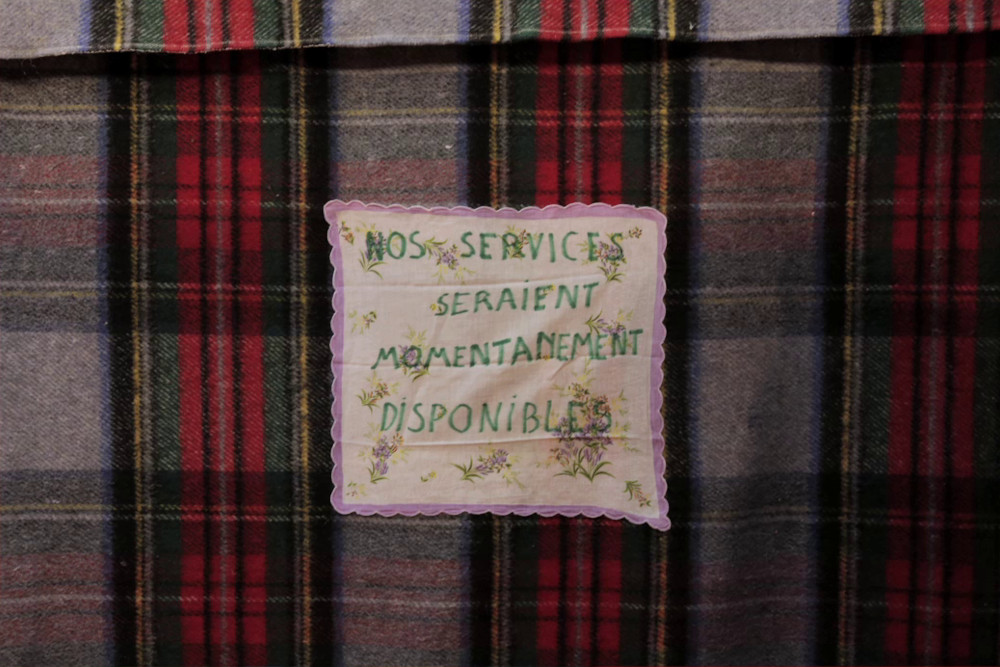 NOS SERVICES
SERAIENT
MOMENTANEMENT
DISPONIBLES